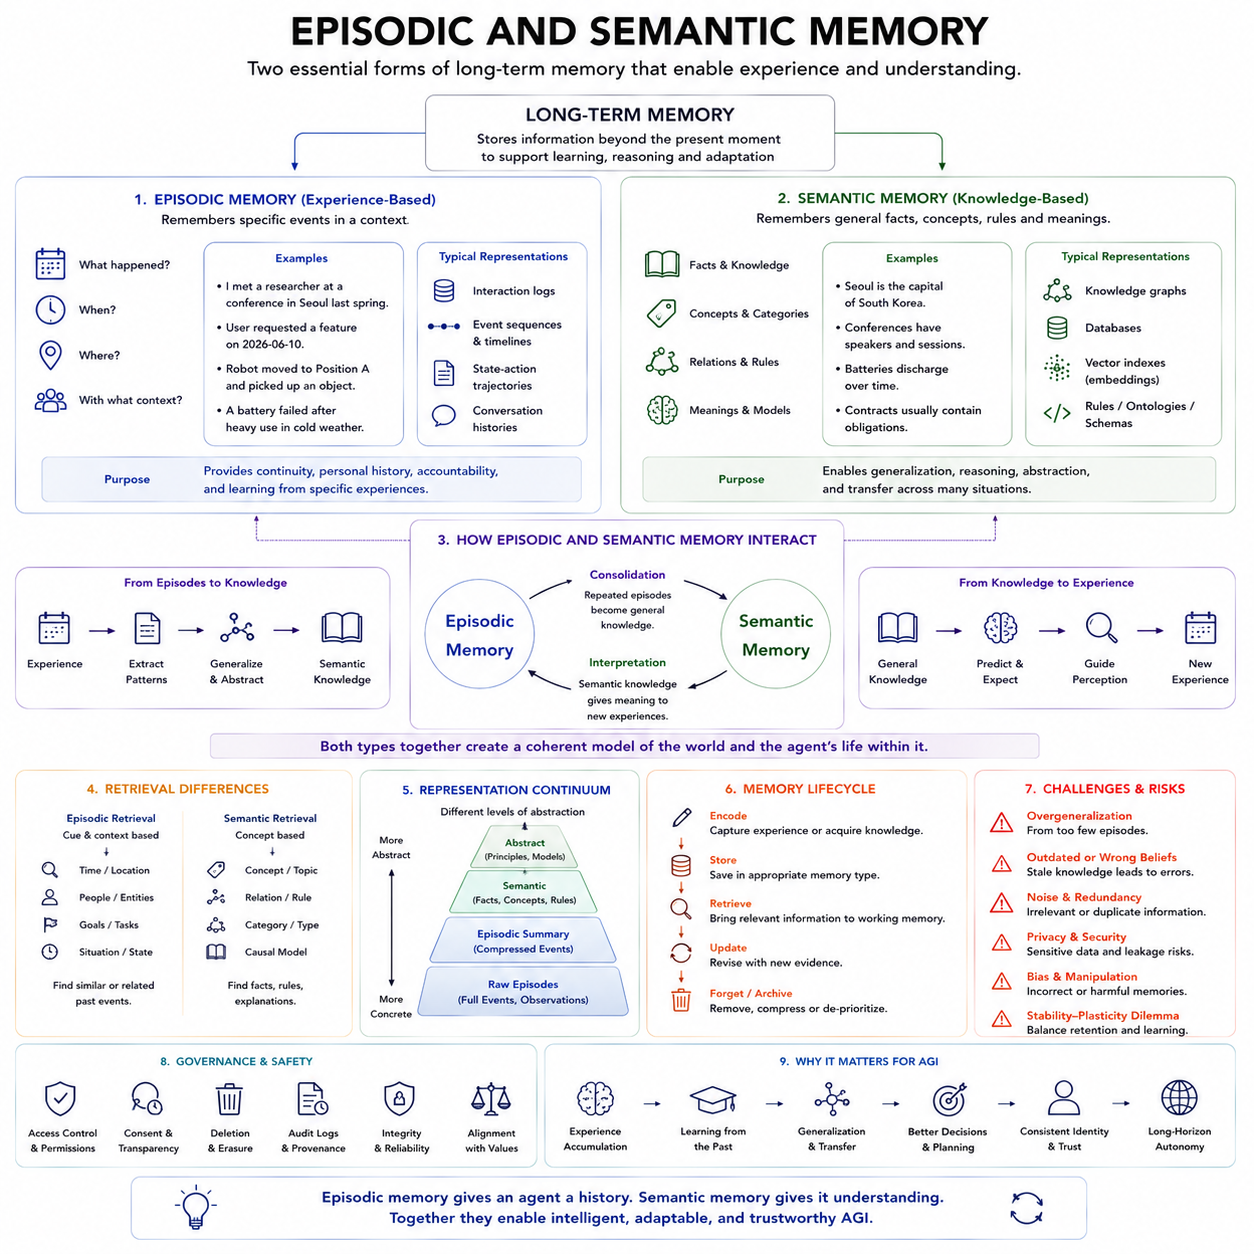 EPISODIC AND SEMANTIC MEMORY
Two essential forms of long-term memory that enable experience and understanding.
LONG-TERM MEMORY
Stores information beyond the present moment
to support learning, reasoning and adaptation
1. EPISODIC MEMORY (Experience-Based)
Remembers specific events in a context.
What happened?
When?
Where?
With what context?
Examples
• I met a researcher at a
conference in Seoul last spring.
• User requested a feature
on 2026-06-10.
• Robot moved to Position A
and picked up an object.
• A battery failed after
heavy use in cold weather.
Typical Representations
Interaction logs
Event sequences
& timelines
State-action
trajectories
Conversation
histories
Purpose
Provides continuity, personal history, accountability,
and learning from specific experiences.
2. SEMANTIC MEMORY (Knowledge-Based)
Remembers general facts, concepts, rules and meanings.
Facts & Knowledge
Concepts & Categories
Relations & Rules
Meanings & Models
Examples
• Seoul is the capital
of South Korea.
• Conferences have
speakers and sessions.
• Batteries discharge
over time.
• Contracts usually contain
obligations.
Typical Representations
Knowledge graphs
Databases
Vector indexes
(embeddings)
Rules / Ontologies /
Schemas
Purpose
Enables generalization, reasoning, abstraction,
and transfer across many situations.
From Episodes to Knowledge
Experience
Extract
Patterns
Generalize
& Abstract
Semantic
Knowledge
3. HOW EPISODIC AND SEMANTIC MEMORY INTERACT
Episodic
Memory
Consolidation
Repeated episodes
become general
knowledge.
Interpretation
Semantic knowledge
gives meaning to
new experiences.
Semantic
Memory
From Knowledge to Experience
General
Knowledge
Predict &
Expect
Guide
Perception
New
Experience
Both types together create a coherent model of the world and the agent's life within it.
4. RETRIEVAL DIFFERENCES
Episodic Retrieval
Cue & context based
Time / Location
People / Entities
Goals / Tasks
Situation / State
Find similar or related
past events.
Semantic Retrieval
Concept based
Concept / Topic
Relation / Rule
Category / Type
Causal Model
Find facts, rules,
explanations.
5. REPRESENTATION CONTINUUM
Different levels of abstraction
More
Abstract
More
Concrete
Abstract
(Principles, Models)
Semantic
(Facts, Concepts, Rules)
Episodic Summary
(Compressed Events)
Raw Episodes
(Full Events, Observations)
6. MEMORY LIFECYCLE
Encode
Capture experience or acquire knowledge.
Store
Save in appropriate memory type.
Retrieve
Bring relevant information to working memory.
Update
Revise with new evidence.
Forget / Archive
Remove, compress or de-prioritize.
7. CHALLENGES & RISKS
Overgeneralization
From too few episodes.
Outdated or Wrong Beliefs
Stale knowledge leads to errors.
Noise & Redundancy
Irrelevant or duplicate information.
Privacy & Security
Sensitive data and leakage risks.
Bias & Manipulation
Incorrect or harmful memories.
Stability–Plasticity Dilemma
Balance retention and learning.
8. GOVERNANCE & SAFETY
Access Control
& Permissions
Consent &
Transparency
Deletion
& Erasure
Audit Logs
& Provenance
Integrity
& Reliability
Alignment
with Values
9. WHY IT MATTERS FOR AGI
Experience
Accumulation
Learning from
the Past
Generalization
& Transfer
Better Decisions
& Planning
Consistent Identity
& Trust
Long-Horizon
Autonomy
Episodic memory gives an agent a history. Semantic memory gives it understanding.
Together they enable intelligent, adaptable, and trustworthy AGI.